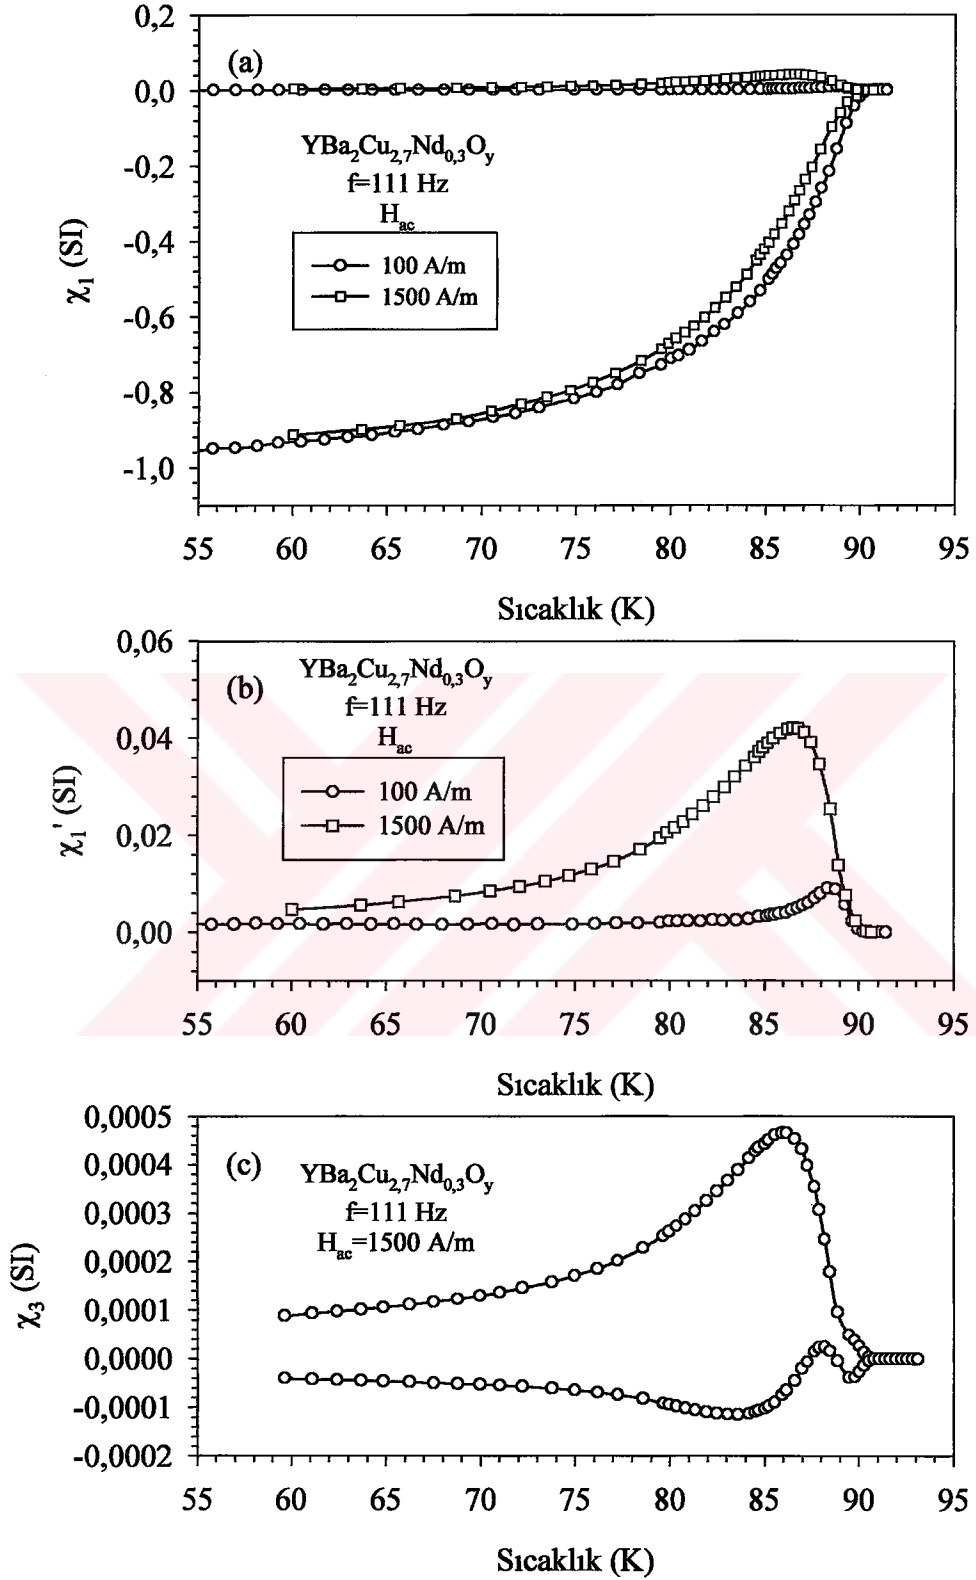 (a)
YBa₂Cu₂,₇Nd₀,₃Oᵧ
f=111 Hz
Hac
100 A/m
1500 A/m
χ₁ (SI)
0,2
0,0
-0,2
-0,4
-0,6
-0,8
-1,0
55 60 65 70 75 80 85 90 95
Sıcaklık (K)
(b)
YBa₂Cu₂,₇Nd₀,₃Oᵧ
f=111 Hz
Hac
100 A/m
1500 A/m
χ₁' (SI)
0,06
0,04
0,02
0,00
55 60 65 70 75 80 85 90 95
Sıcaklık (K)
(c)
YBa₂Cu₂,₇Nd₀,₃Oᵧ
f=111 Hz
Hac=1500 A/m
χ₃ (SI)
0,0005
0,0004
0,0003
0,0002
0,0001
0,0000
-0,0001
-0,0002
55 60 65 70 75 80 85 90 95
Sıcaklık (K)